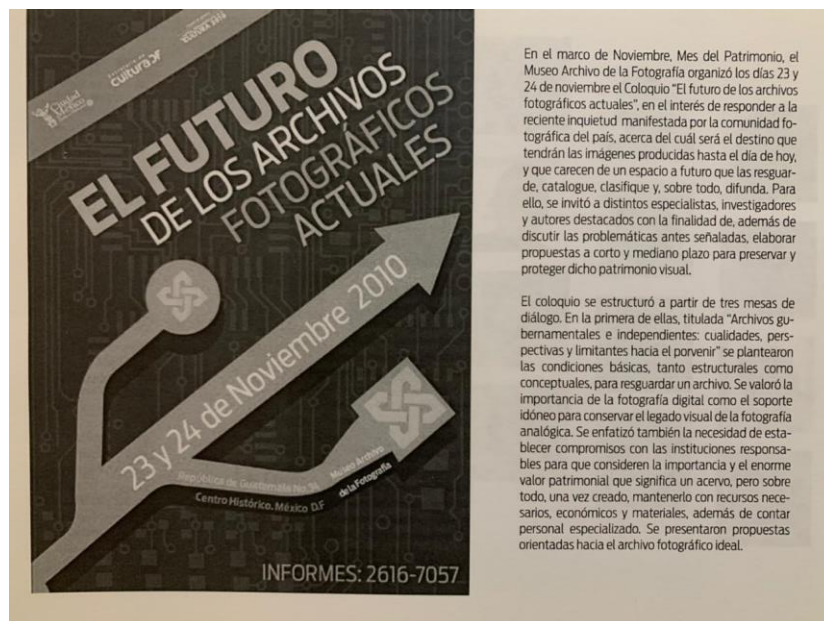 Ciudad
México
culturaDF
EL FUTURO
DE LOS ARCHIVOS
FOTOGRÁFICOS
ACTUALES
23 y 24 de Noviembre 2010
República de Guatemala No. 34
Centro Histórico. México D.F
Museo Archivo
de la Fotografía
INFORMES: 2616-7057
En el marco de Noviembre, Mes del Patrimonio, el
Museo Archivo de la Fotografía organizó los días 23 y
24 de noviembre el Coloquio "El futuro de los archivos
fotográficos actuales", en el interés de responder a la
reciente inquietud manifestada por la comunidad fo-
tográfica del país, acerca del cuál será el destino que
tendrán las imágenes producidas hasta el día de hoy,
y que carecen de un espacio a futuro que las resguar-
de, catalogue, clasifique y, sobre todo, difunda. Para
ello, se invitó a distintos especialistas, investigadores
y autores destacados con la finalidad de, además de
discutir las problemáticas antes señaladas, elaborar
propuestas a corto y mediano plazo para preservar y
proteger dicho patrimonio visual.
El coloquio se estructuró a partir de tres mesas de
diálogo. En la primera de ellas, titulada "Archivos gu-
bernamentales e independientes: cualidades, pers-
pectivas y limitantes hacia el porvenir" se plantearon
las condiciones básicas, tanto estructurales como
conceptuales, para resguardar un archivo. Se valoró la
importancia de la fotografía digital como el soporte
idóneo para conservar el legado visual de la fotografía
analógica. Se enfatizó también la necesidad de esta-
blecer compromisos con las instituciones responsa-
bles para que consideren la importancia y el enorme
valor patrimonial que significa un acervo, pero sobre
todo, una vez creado, mantenerlo con recursos nece-
sarios, económicos y materiales, además de contar
personal especializado. Se presentaron propuestas
orientadas hacia el archivo fotográfico ideal.